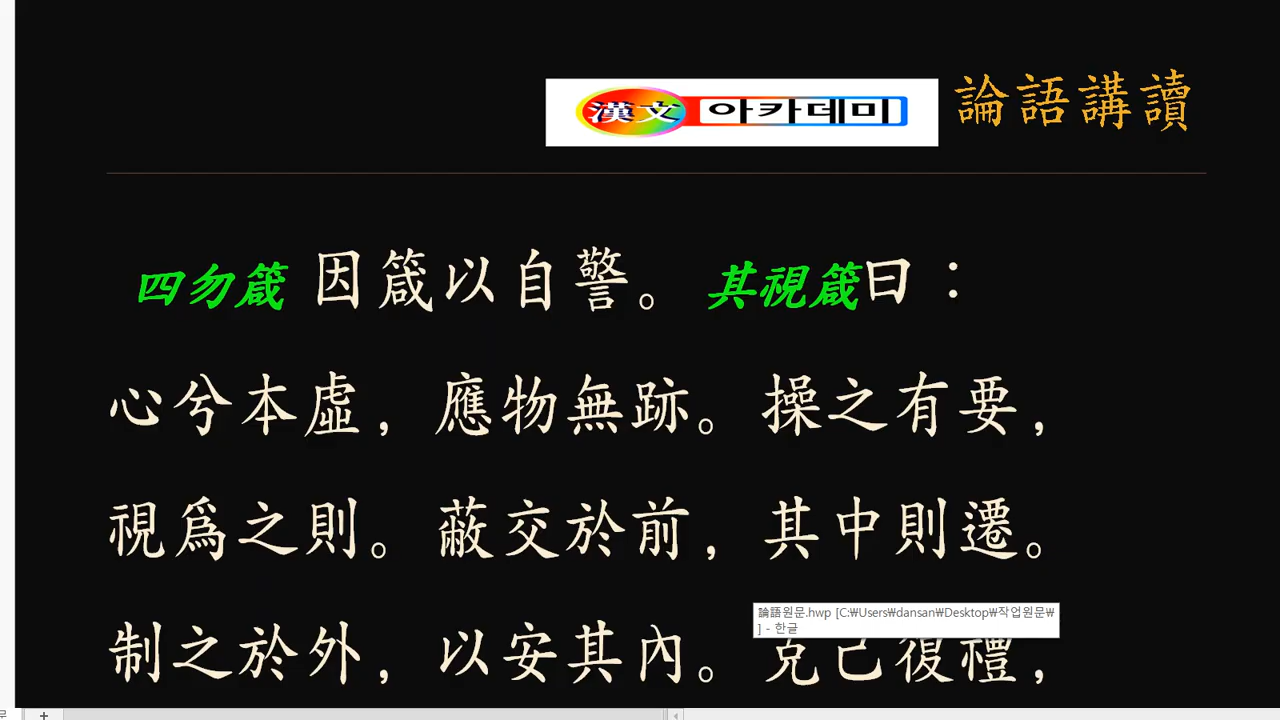 漢文 아카데미 論語講讀
四勿箴 因箴以自警。 其視箴曰：
心兮本虛，應物無跡。操之有要，
視爲之則。蔽交於前，其中則遷。
論語원문.hwp [C:₩Users₩dansan₩Desktop₩작업원문₩
] - 한글
制之於外，以安其內。克己復禮，